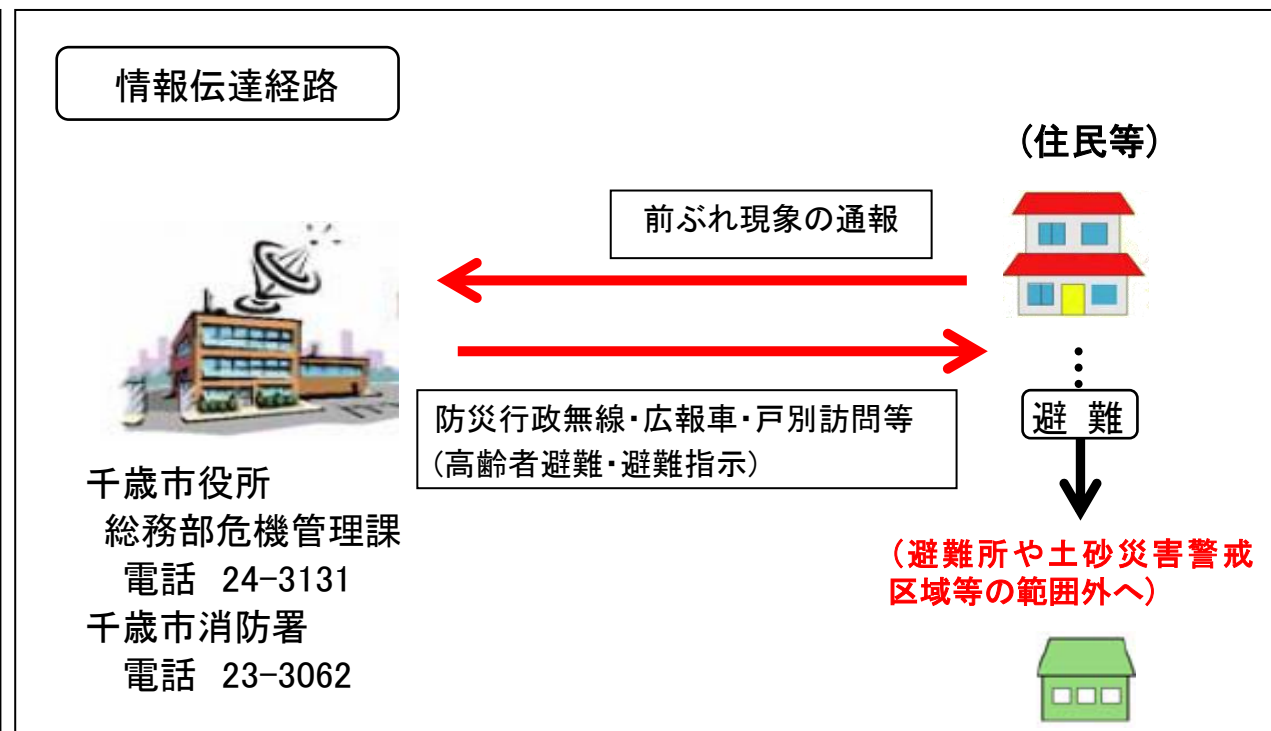 情報伝達経路
(住民等)
前ぶれ現象の通報
防災行政無線・広報車・戸別訪問等
(高齢者避難・避難指示)
避 難
千歳市役所
総務部危機管理課
電話 24-3131
千歳市消防署
電話 23-3062
(避難所や土砂災害警戒
区域等の範囲外へ)